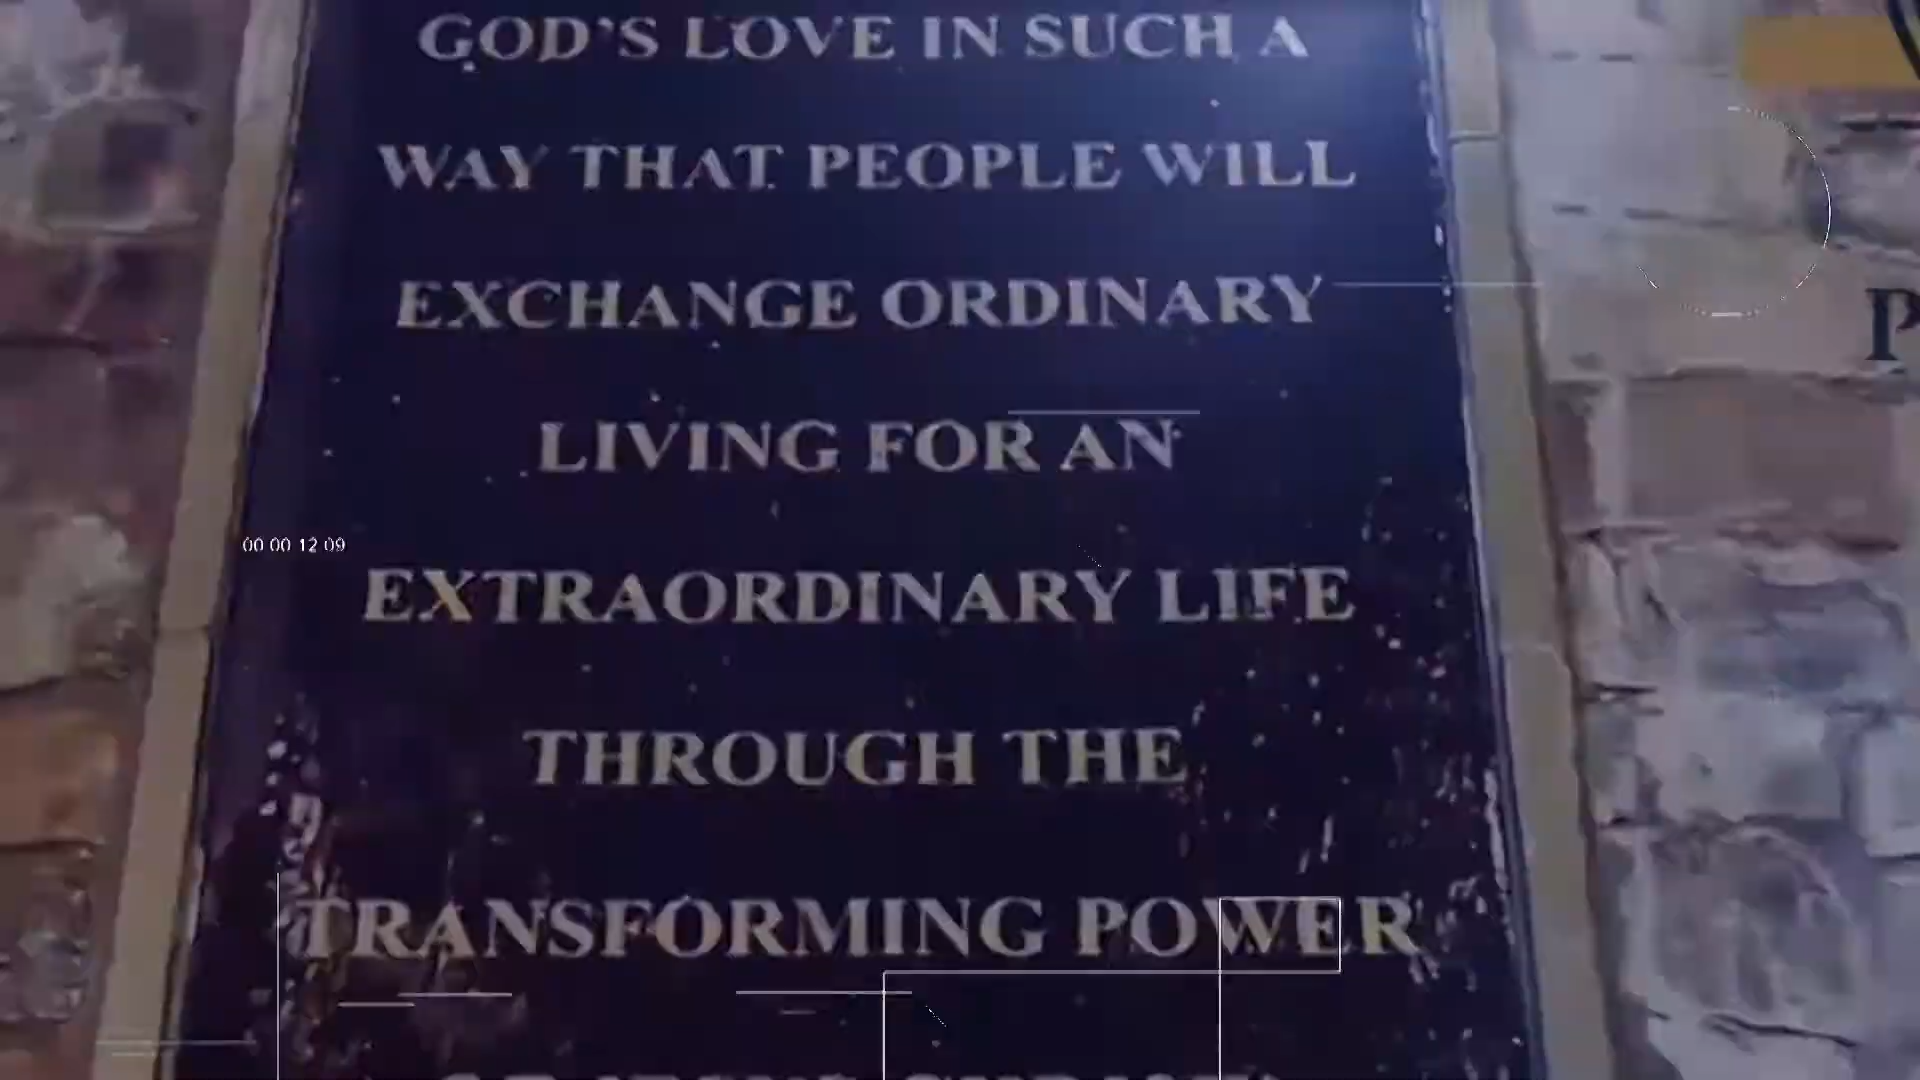 GOD'S LOVE IN SUCH A
WAY THAT PEOPLE WILL
EXCHANGE ORDINARY
LIVING FOR AN
00 00 12 09
EXTRAORDINARY LIFE
THROUGH THE
TRANSFORMING POWER